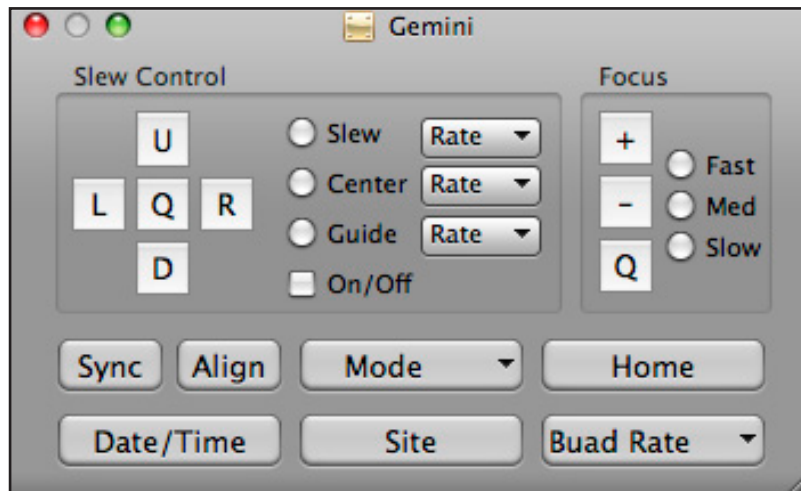 Gemini
Slew Control
Focus
U
L Q R
D
Slew Rate
Center Rate
Guide Rate
On/Off
+
-
Q
Fast
Med
Slow
Sync Align Mode Home
Date/Time Site Buad Rate